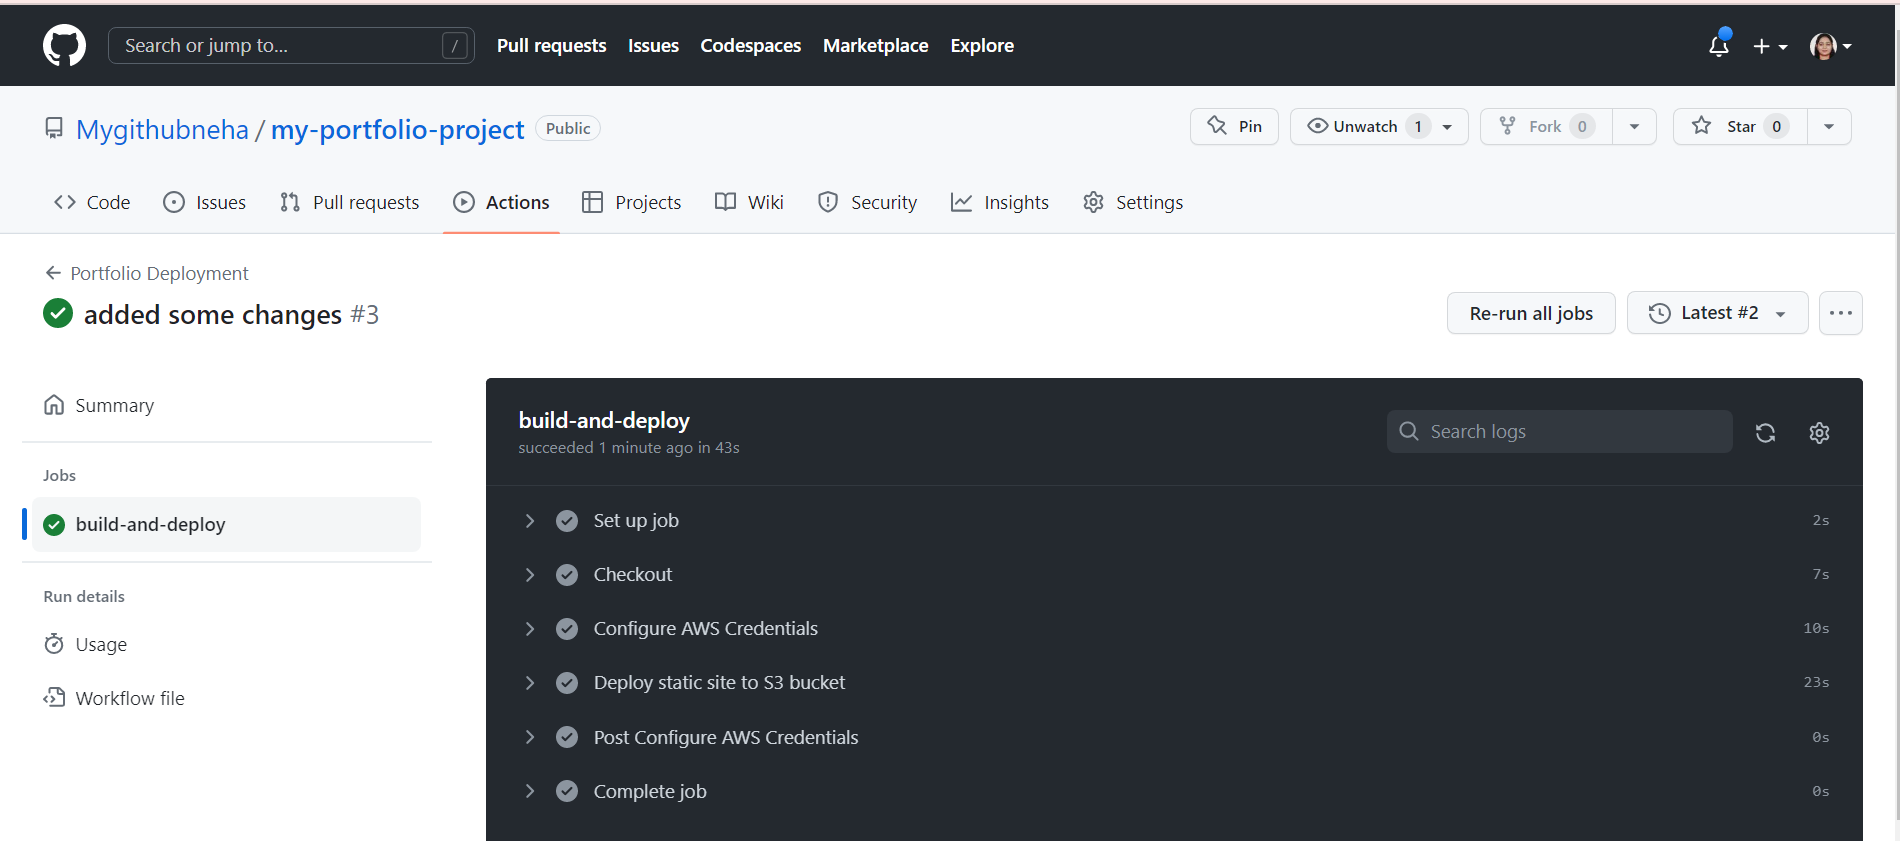 Search or jump to... / Pull requests Issues Codespaces Marketplace Explore
Mygithubneha / my-portfolio-project Public Pin Unwatch 1 Fork 0 Star 0
Code Issues Pull requests Actions Projects Wiki Security Insights Settings
← Portfolio Deployment
added some changes #3 Re-run all jobs Latest #2 ...
Summary
Jobs
build-and-deploy
Run details
Usage
Workflow file
build-and-deploy
succeeded 1 minute ago in 43s
Search logs
Set up job 2s
Checkout 7s
Configure AWS Credentials 10s
Deploy static site to S3 bucket 23s
Post Configure AWS Credentials 0s
Complete job 0s